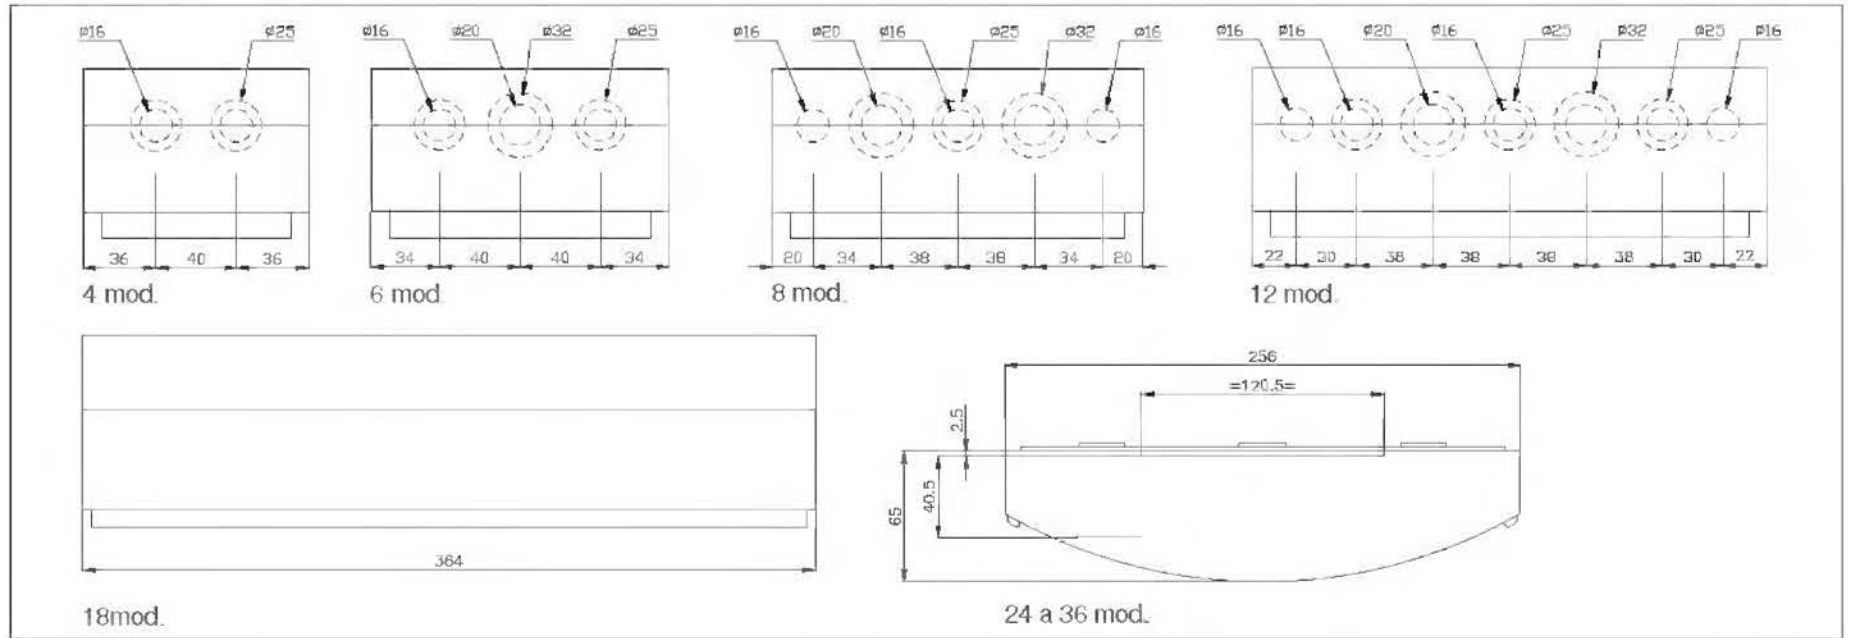 ø16 ø25
ø16 ø20 ø32 ø25
ø16 ø20 ø16 ø25 ø32 ø16
ø16 ø16 ø20 ø16 ø25 ø32 ø25 ø16
36 40 36
34 40 40 34
20 34 38 38 34 20
22 30 38 38 38 38 30 22
4 mod.
6 mod.
8 mod.
12 mod.
364
18mod.
256
=120.5=
2.5
40.5
65
24 a 36 mod.